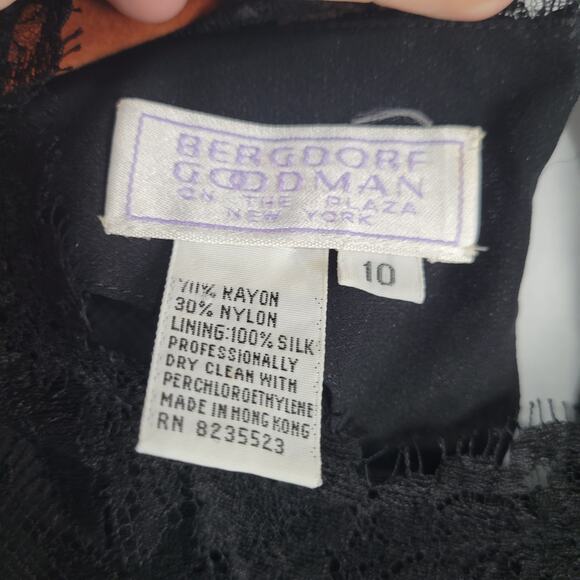 BERGDORF
GOODMAN
ON THE PLAZA
NEW YORK
10
70% RAYON
30% NYLON
LINING:100% SILK
PROFESSIONALLY
DRY CLEAN WITH
PERCHLOROETHYLENE
MADE IN HONG KONG
RN 8235523